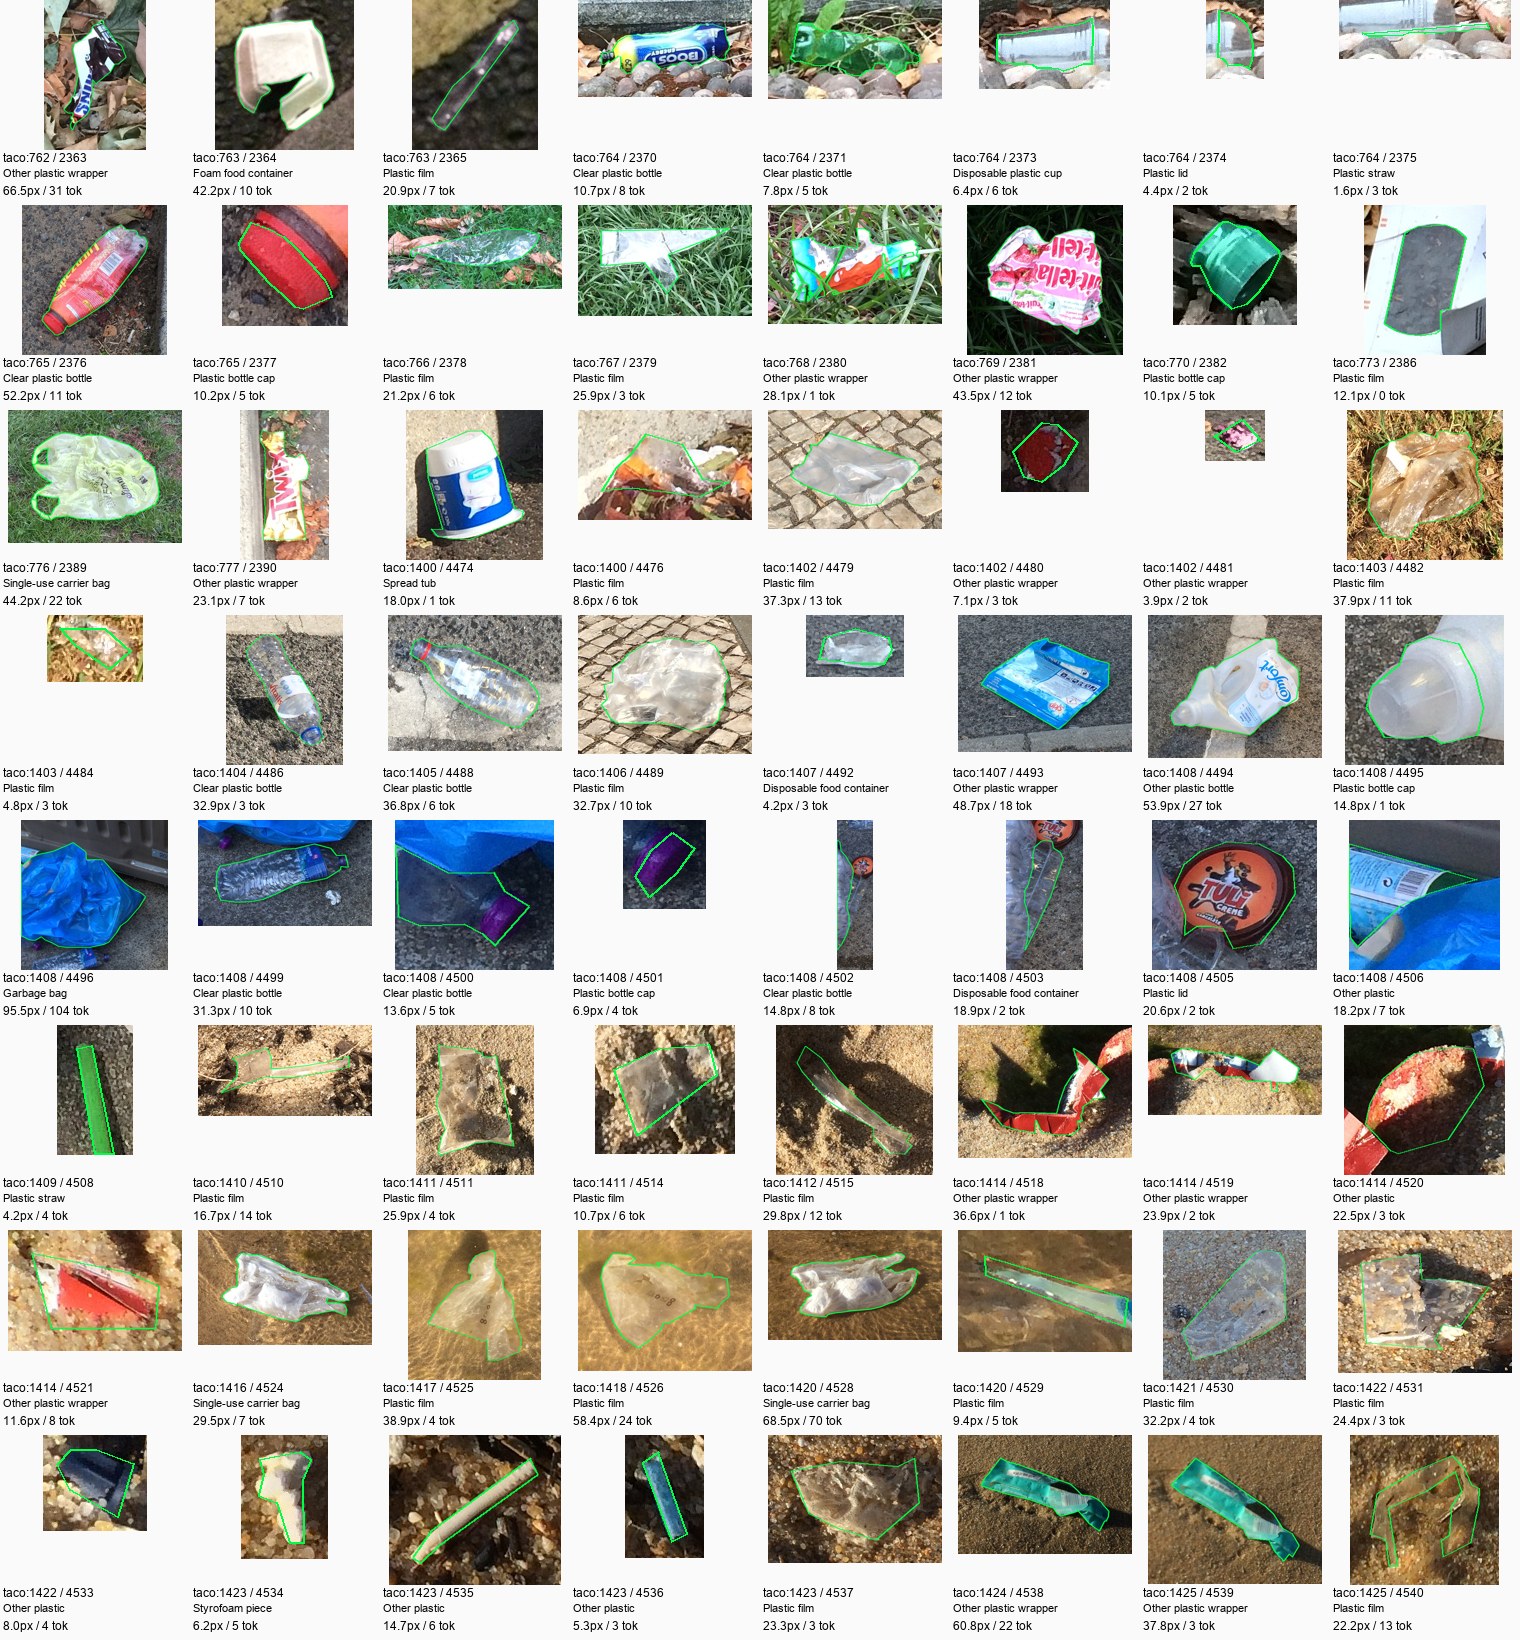 taco:762 / 2363
Other plastic wrapper
66.5px / 31 tok
taco:763 / 2364
Foam food container
42.2px / 10 tok
taco:763 / 2365
Plastic film
20.9px / 7 tok
BOOST
ENERGY
taco:764 / 2370
Clear plastic bottle
10.7px / 8 tok
taco:764 / 2371
Clear plastic bottle
7.8px / 5 tok
taco:764 / 2373
Disposable plastic cup
6.4px / 6 tok
taco:764 / 2374
Plastic lid
4.4px / 2 tok
taco:764 / 2375
Plastic straw
1.6px / 3 tok
taco:765 / 2376
Clear plastic bottle
52.2px / 11 tok
taco:765 / 2377
Plastic bottle cap
10.2px / 5 tok
taco:766 / 2378
Plastic film
21.2px / 6 tok
taco:767 / 2379
Plastic film
25.9px / 3 tok
taco:768 / 2380
Other plastic wrapper
28.1px / 1 tok
taco:769 / 2381
Other plastic wrapper
43.5px / 12 tok
taco:770 / 2382
Plastic bottle cap
10.1px / 5 tok
taco:773 / 2386
Plastic film
12.1px / 0 tok
taco:776 / 2389
Single-use carrier bag
44.2px / 22 tok
TWIX
taco:777 / 2390
Other plastic wrapper
23.1px / 7 tok
taco:1400 / 4474
Spread tub
18.0px / 1 tok
taco:1400 / 4476
Plastic film
8.6px / 6 tok
taco:1402 / 4479
Plastic film
37.3px / 13 tok
taco:1402 / 4480
Other plastic wrapper
7.1px / 3 tok
taco:1402 / 4481
Other plastic wrapper
3.9px / 2 tok
taco:1403 / 4482
Plastic film
37.9px / 11 tok
taco:1403 / 4484
Plastic film
4.8px / 3 tok
taco:1404 / 4486
Clear plastic bottle
32.9px / 3 tok
taco:1405 / 4488
Clear plastic bottle
36.8px / 6 tok
taco:1406 / 4489
Plastic film
32.7px / 10 tok
taco:1407 / 4492
Disposable food container
4.2px / 3 tok
taco:1407 / 4493
Other plastic wrapper
48.7px / 18 tok
Comfort
taco:1408 / 4494
Other plastic bottle
53.9px / 27 tok
taco:1408 / 4495
Plastic bottle cap
14.8px / 1 tok
taco:1408 / 4496
Garbage bag
95.5px / 104 tok
taco:1408 / 4499
Clear plastic bottle
31.3px / 10 tok
taco:1408 / 4500
Clear plastic bottle
13.6px / 5 tok
taco:1408 / 4501
Plastic bottle cap
6.9px / 4 tok
taco:1408 / 4502
Clear plastic bottle
14.8px / 8 tok
taco:1408 / 4503
Disposable food container
18.9px / 2 tok
CREME
taco:1408 / 4505
Plastic lid
20.6px / 2 tok
taco:1408 / 4506
Other plastic
18.2px / 7 tok
taco:1409 / 4508
Plastic straw
4.2px / 4 tok
taco:1410 / 4510
Plastic film
16.7px / 14 tok
taco:1411 / 4511
Plastic film
25.9px / 4 tok
taco:1411 / 4514
Plastic film
10.7px / 6 tok
taco:1412 / 4515
Plastic film
29.8px / 12 tok
taco:1414 / 4518
Other plastic wrapper
36.6px / 1 tok
taco:1414 / 4519
Other plastic wrapper
23.9px / 2 tok
taco:1414 / 4520
Other plastic
22.5px / 3 tok
taco:1414 / 4521
Other plastic wrapper
11.6px / 8 tok
taco:1416 / 4524
Single-use carrier bag
29.5px / 7 tok
taco:1417 / 4525
Plastic film
38.9px / 4 tok
taco:1418 / 4526
Plastic film
58.4px / 24 tok
taco:1420 / 4528
Single-use carrier bag
68.5px / 70 tok
taco:1420 / 4529
Plastic film
9.4px / 5 tok
taco:1421 / 4530
Plastic film
32.2px / 4 tok
taco:1422 / 4531
Plastic film
24.4px / 3 tok
taco:1422 / 4533
Other plastic
8.0px / 4 tok
taco:1423 / 4534
Styrofoam piece
6.2px / 5 tok
taco:1423 / 4535
Other plastic
14.7px / 6 tok
taco:1423 / 4536
Other plastic
5.3px / 3 tok
taco:1423 / 4537
Plastic film
23.3px / 3 tok
taco:1424 / 4538
Other plastic wrapper
60.8px / 22 tok
taco:1425 / 4539
Other plastic wrapper
37.8px / 3 tok
taco:1425 / 4540
Plastic film
22.2px / 13 tok